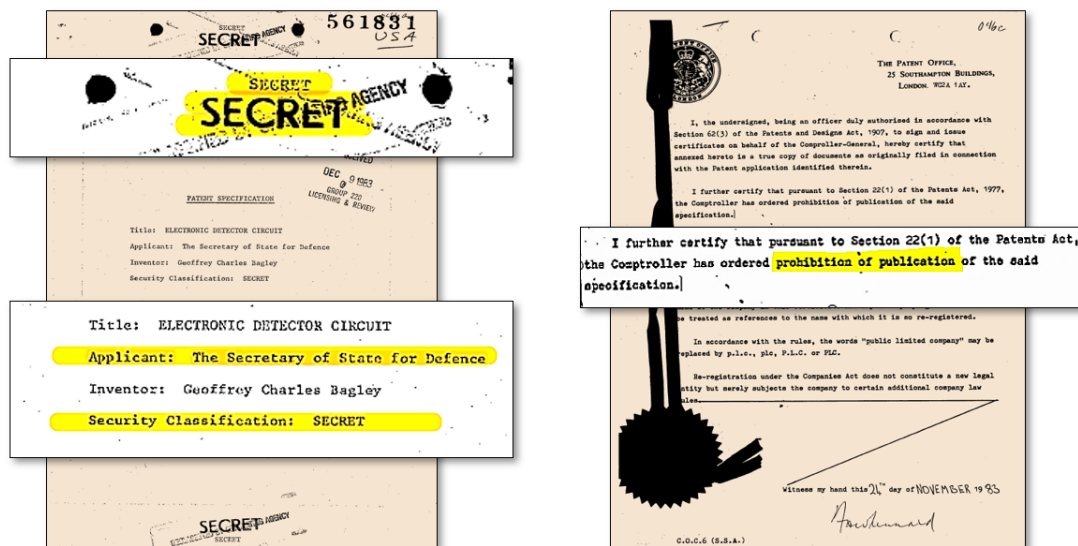 SECRET
SECRET
561831
USA
AGENCY
SECRET
SECRET
AGENCY
DEC 9 1983
GROUP 220
LICENSING & REVIEW
PATENT SPECIFICATION
Title: ELECTRONIC DETECTOR CIRCUIT
Applicant: The Secretary of State for Defence
Inventor: Geoffrey Charles Bagley
Security Classification: SECRET
Title: ELECTRONIC DETECTOR CIRCUIT
Applicant: The Secretary of State for Defence
Inventor: Geoffrey Charles Bagley
Security Classification: SECRET
SECRET
AGENCY
SECRET
THE PATENT OFFICE,
25 SOUTHAMPTON BUILDINGS,
LONDON. WC2A 1AY.
I, the undersigned, being an officer duly authorised in accordance with
Section 62(3) of the Patents and Designs Act, 1907, to sign and issue
certificates on behalf of the Comptroller-General, hereby certify that
annexed hereto is a true copy of documents as originally filed in connection
with the Patent application identified therein.
I further certify that pursuant to Section 22(1) of the Patents Act, 1977,
the Comptroller has ordered prohibition of publication of the said
specification.
I further certify that pursuant to Section 22(1) of the Patents Act,
the Comptroller has ordered prohibition of publication of the said
specification.
be treated as references to the name with which it is so re-registered.
In accordance with the rules, the words "public limited company" may be
replaced by p.l.c., plc, P.L.C. or PLC.
Re-registration under the Companies Act does not constitute a new legal
entity but merely subjects the company to certain additional company law
rules.
Witness my hand this 24th day of NOVEMBER 1983
C.O.C.6 (S.S.A.)